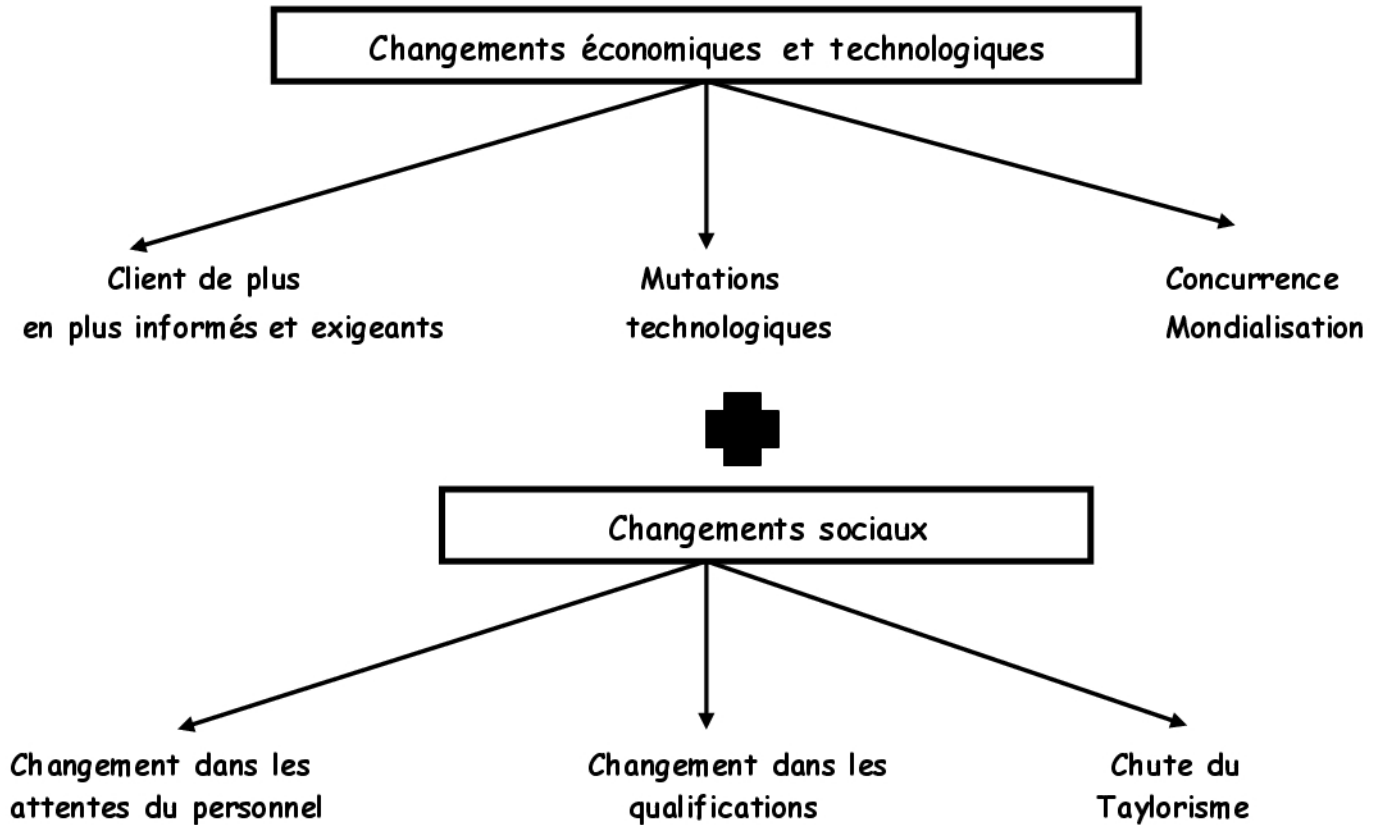 Changements économiques et technologiques
Client de plus
en plus informés et exigeants
Mutations
technologiques
Concurrence
Mondialisation
Changements sociaux
Changement dans les
attentes du personnel
Changement dans les
qualifications
Chute du
Taylorisme